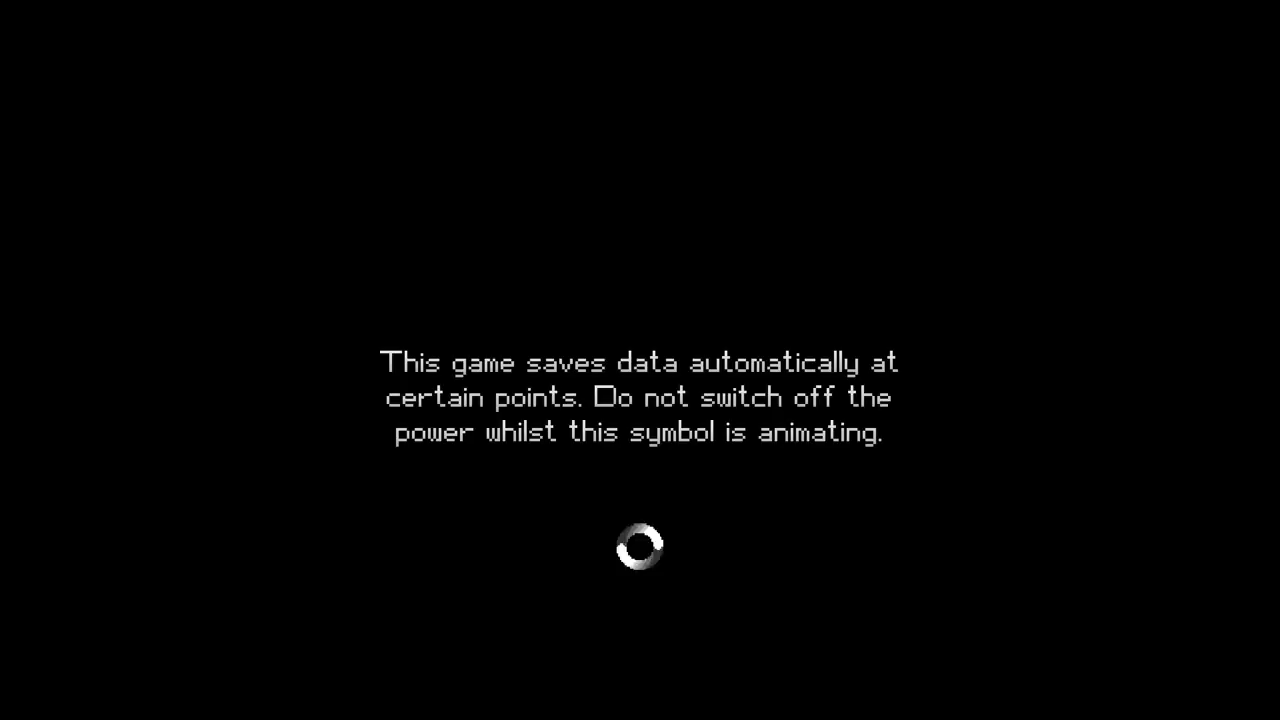 This game saves data automatically at
certain points. Do not switch off the
power whilst this symbol is animating.